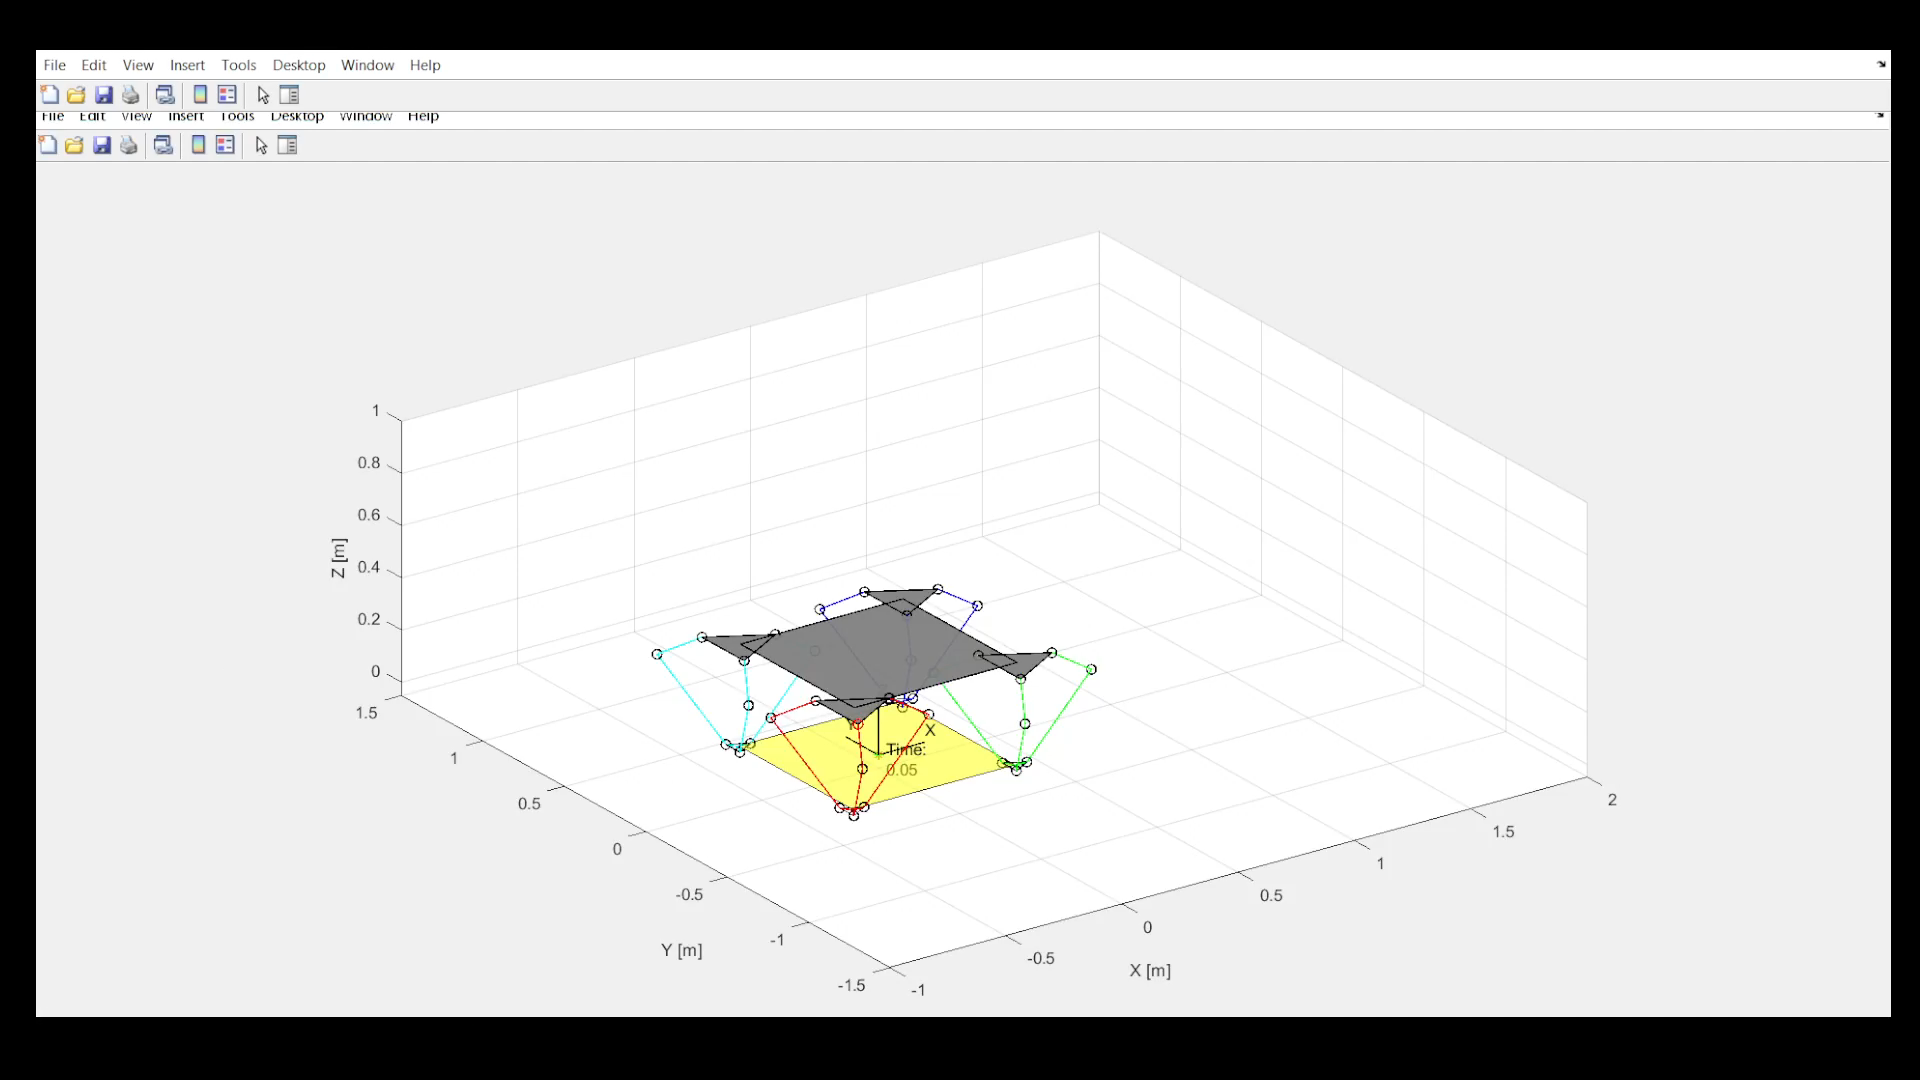 File Edit View Insert Tools Desktop Window Help
File Edit View Insert Tools Desktop Window Help
1
0.8
0.6
0.4
0.2
0
Z [m]
1.5
1
0.5
0
-0.5
-1
-1.5
Y [m]
-1
-0.5
0
0.5
1
1.5
2
X [m]
Y
X
Time:
0.05